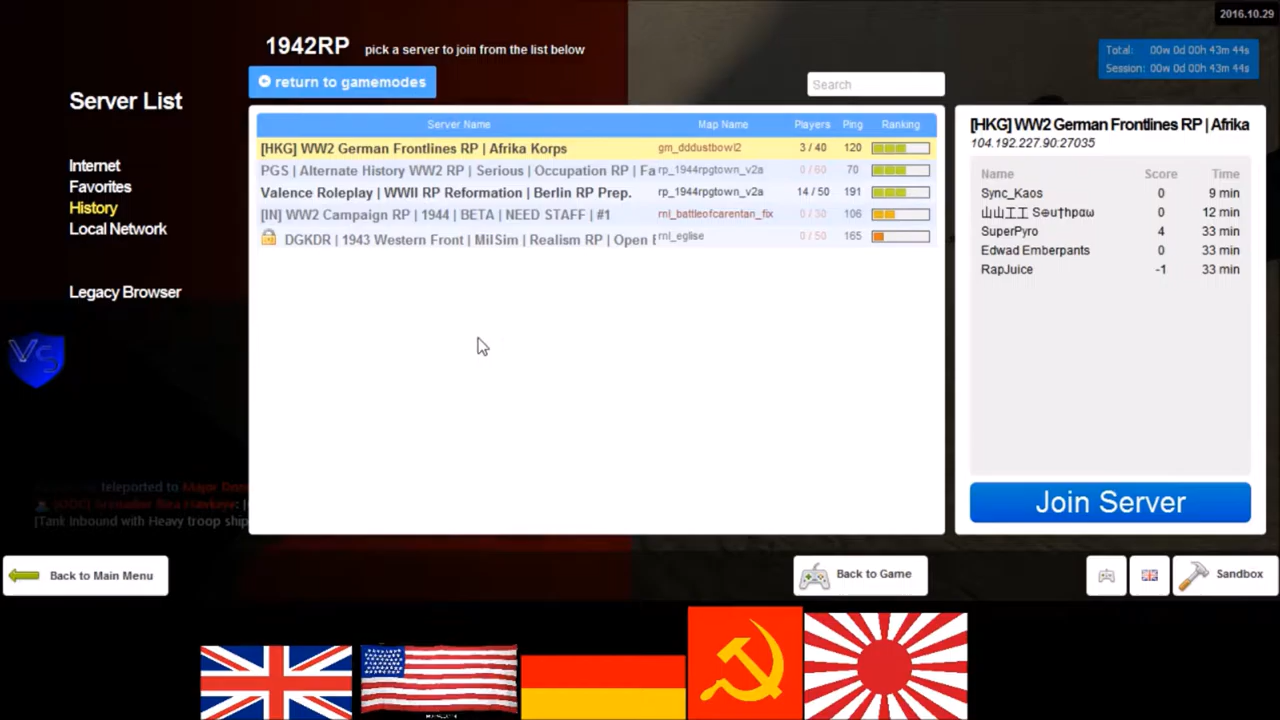 2016.10.29
1942RP pick a server to join from the list below
Total: 00w 0d 00h 43m 44s
Session: 00w 0d 00h 43m 44s
return to gamemodes
Search
Server List
Internet
Favorites
History
Local Network
Legacy Browser
Server Name Map Name Players Ping Ranking
[HKG] WW2 German Frontlines RP | Afrika Korps gm_dddustbowl2 3 / 40 120
PGS | Alternate History WW2 RP | Serious | Occupation RP | Fa rp_1944rpgtown_v2a 0 / 60 70
Valence Roleplay | WWII RP Reformation | Berlin RP Prep. rp_1944rpgtown_v2a 14 / 50 191
[IN] WW2 Campaign RP | 1944 | BETA | NEED STAFF | #1 rnl_battleofcarentan_fix 0 / 30 106
DGKDR | 1943 Western Front | MilSim | Realism RP | Open rnl_eglise 0 / 50 165
[HKG] WW2 German Frontlines RP | Afrika
104.192.227.90:27035
Name Score Time
Sync_Kaos 0 9 min
山山工工 Sɵu†hpaω 0 12 min
SuperPyro 4 33 min
Edwad Emberpants 0 33 min
RapJuice -1 33 min
Join Server
VS
teleported to Major
[Tank Inbound with Heavy troop ship
Back to Main Menu
Back to Game
Sandbox